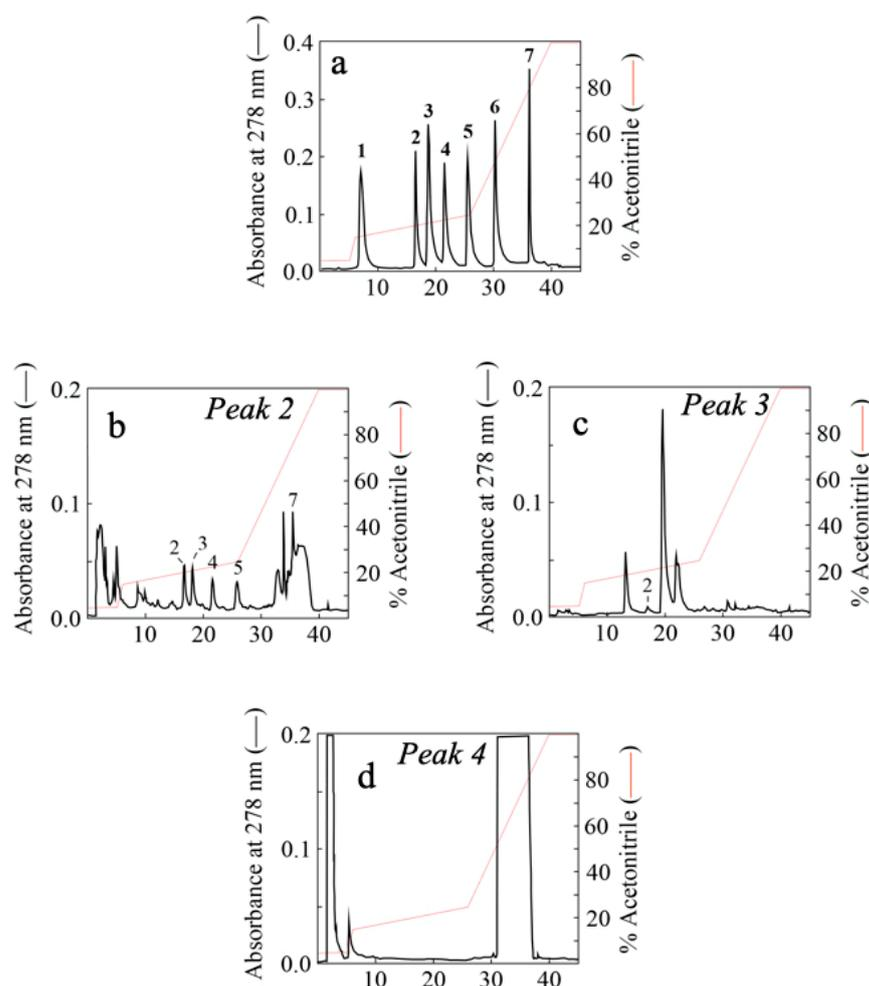 a
Absorbance at 278 nm (—)
0.4
0.3
0.2
0.1
0.0
1
2
3
4
5
6
7
80
60
40
20
% Acetonitrile (—)
10 20 30 40
b
Peak 2
Absorbance at 278 nm (—)
0.2
0.1
0.0
2
3
4
5
7
80
60
40
20
% Acetonitrile (—)
10 20 30 40
c
Peak 3
Absorbance at 278 nm (—)
0.2
0.1
0.0
2
80
60
40
20
% Acetonitrile (—)
10 20 30 40
d
Peak 4
Absorbance at 278 nm (—)
0.2
0.1
0.0
80
60
40
20
% Acetonitrile (—)
10 20 30 40